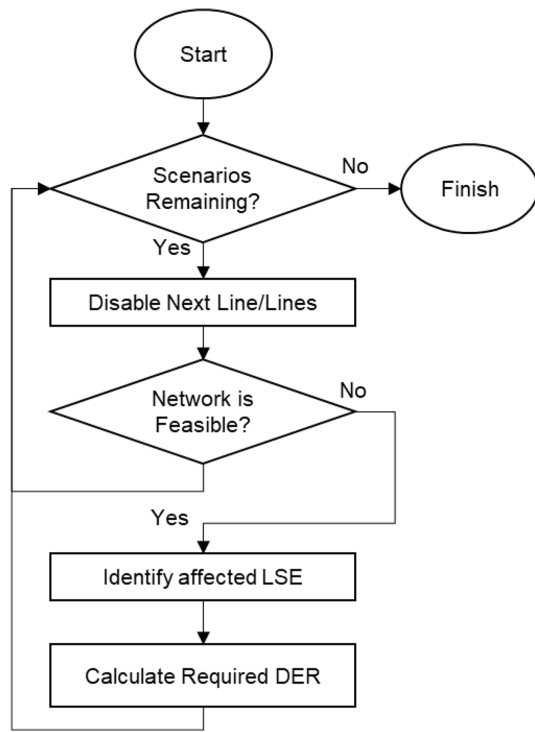 Start
Scenarios
Remaining?
No
Finish
Yes
Disable Next Line/Lines
Network is
Feasible?
No
Yes
Identify affected LSE
Calculate Required DER